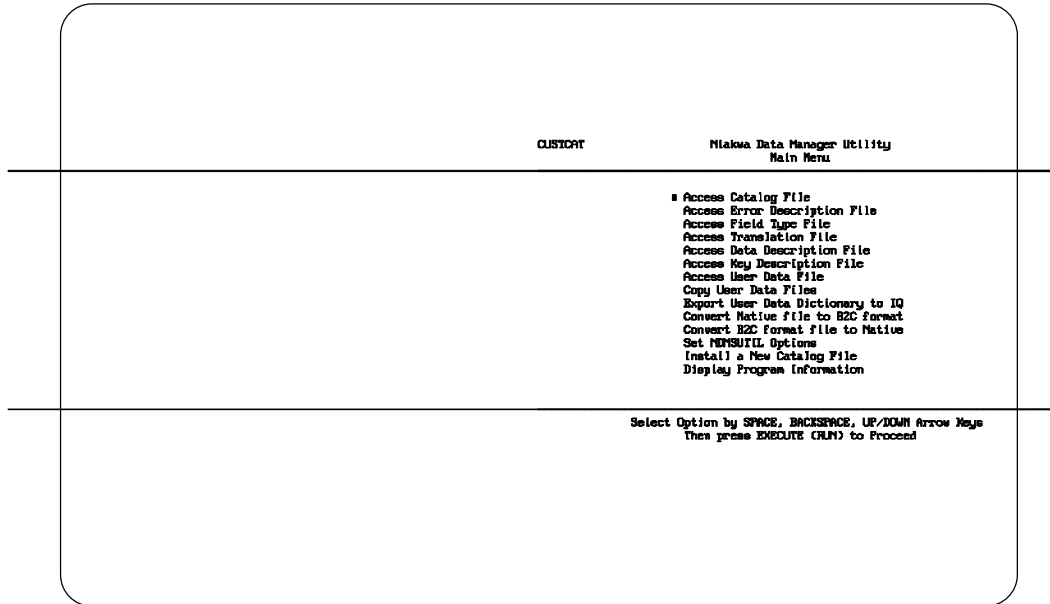 CUSTCAT Niakwa Data Manager Utility
Main Menu
Access Catalog File
Access Error Description File
Access Field Type File
Access Translation File
Access Data Description File
Access Key Description File
Access User Data File
Copy User Data Files
Export User Data Dictionary to IQ
Convert Native file to B2C format
Convert B2C format file to Native
Set NDMSUTIL Options
Install a New Catalog File
Display Program Information
Select Option by SPACE, BACKSPACE, UP/DOWN Arrow Keys
Then press EXECUTE (RUN) to Proceed